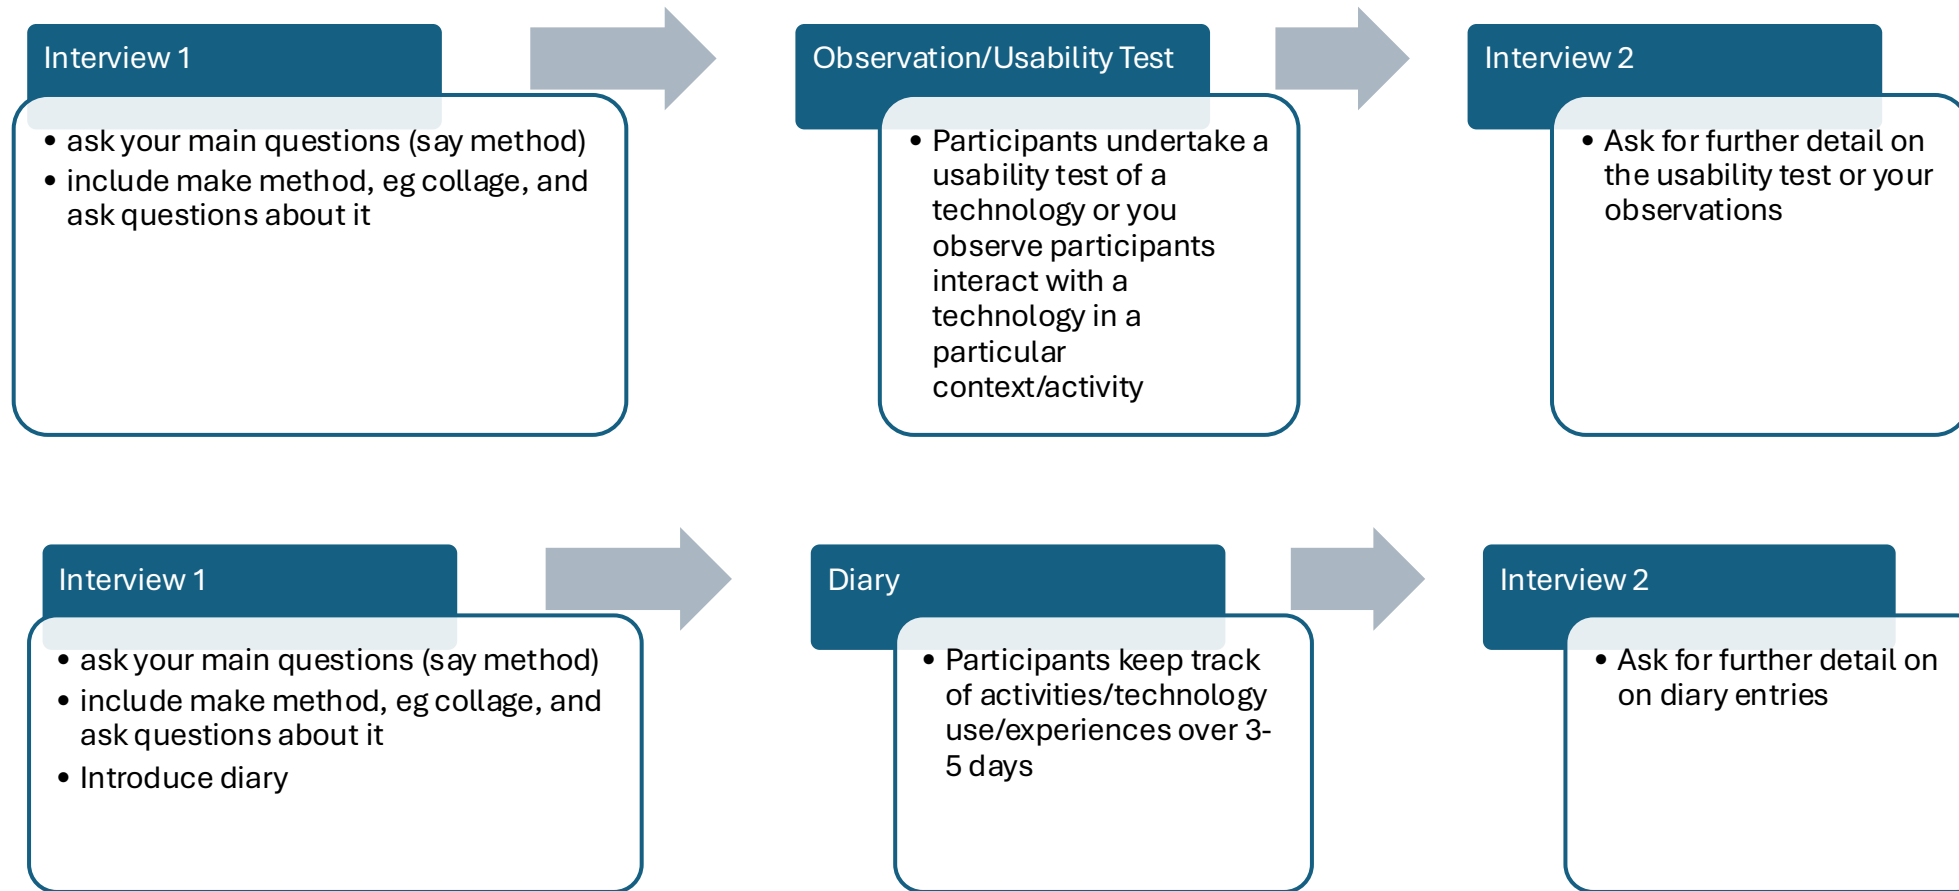 Interview 1
• ask your main questions (say method)
• include make method, eg collage, and
ask questions about it
Observation/Usability Test
• Participants undertake a
usability test of a
technology or you
observe participants
interact with a
technology in a
particular
context/activity
Interview 2
• Ask for further detail on
the usability test or your
observations
Interview 1
• ask your main questions (say method)
• include make method, eg collage, and
ask questions about it
• Introduce diary
Diary
• Participants keep track
of activities/technology
use/experiences over 3-
5 days
Interview 2
• Ask for further detail on
on diary entries